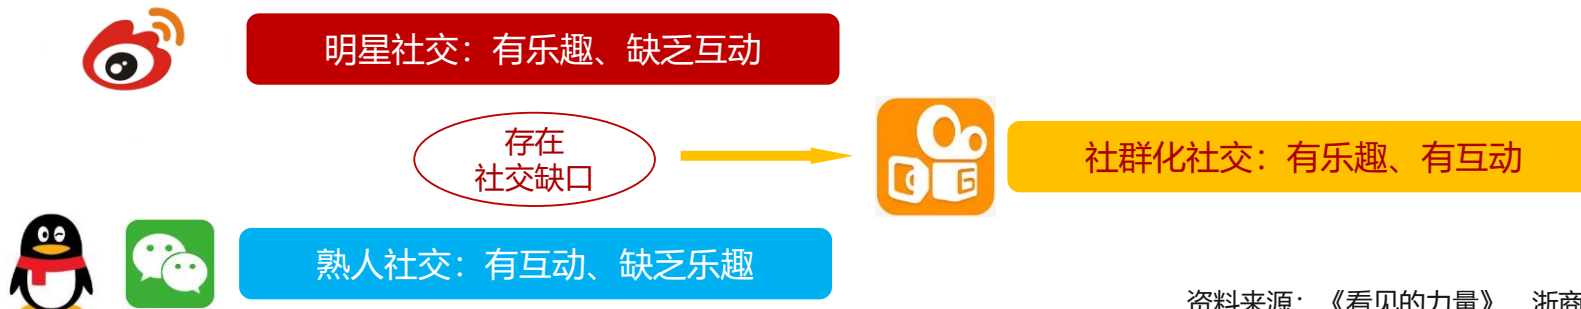 明星社交：有乐趣、缺乏互动
存在
社交缺口
社群化社交：有乐趣、有互动
熟人社交：有互动、缺乏乐趣
资料来源：《看见的力量》 浙商